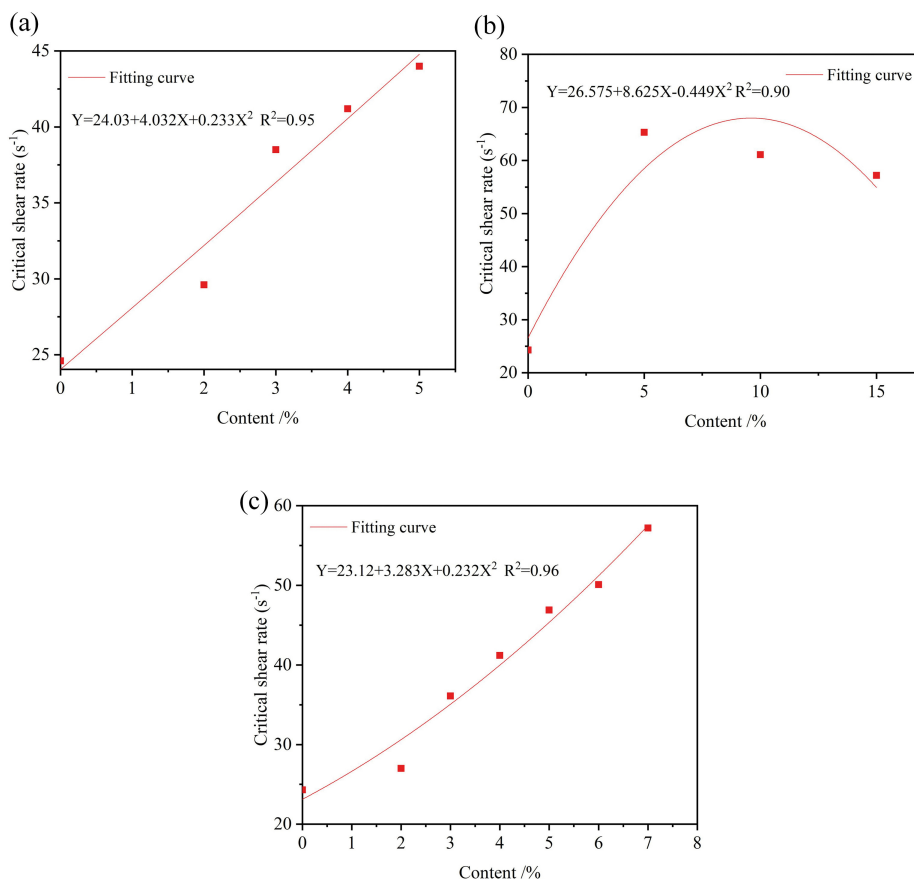 (a)
45
40
35
30
25
0
1
2
3
4
5
Critical shear rate (s⁻¹)
Content /%
Fitting curve
Y=24.03+4.032X+0.233X² R²=0.95
(b)
80
70
60
50
40
30
20
0
5
10
15
Critical shear rate (s⁻¹)
Content /%
Fitting curve
Y=26.575+8.625X-0.449X² R²=0.90
(c)
60
50
40
30
20
0
1
2
3
4
5
6
7
8
Critical shear rate (s⁻¹)
Content /%
Fitting curve
Y=23.12+3.283X+0.232X² R²=0.96